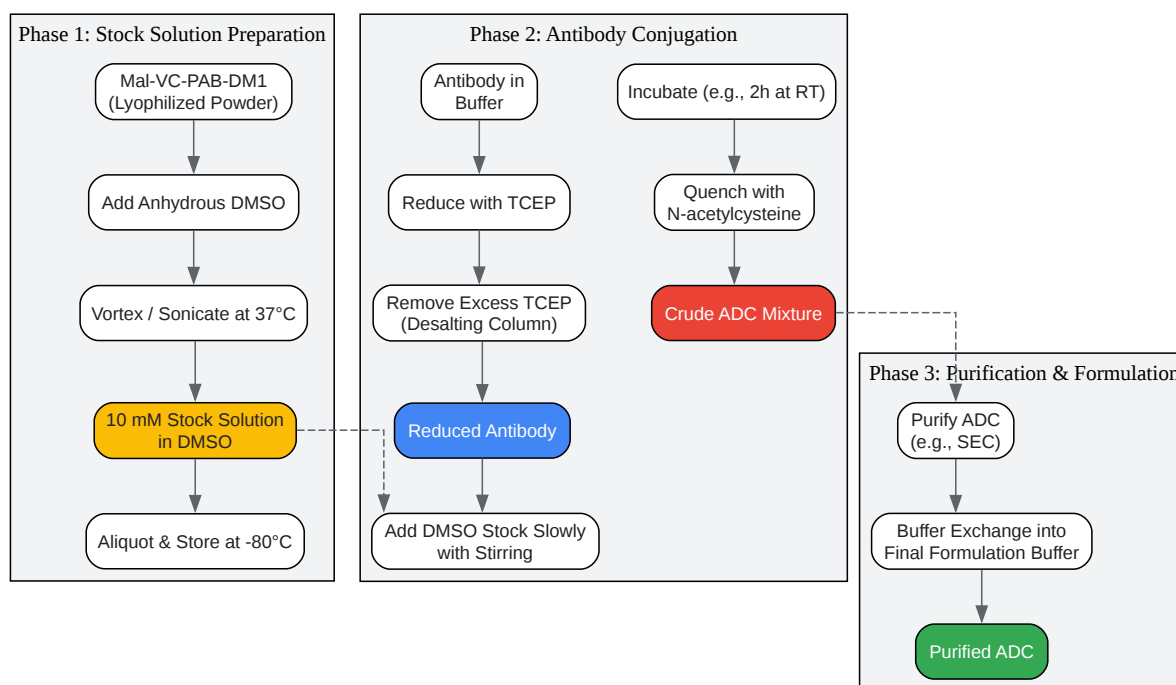 Phase 1: Stock Solution Preparation
Mal-VC-PAB-DM1
(Lyophilized Powder)
Add Anhydrous DMSO
Vortex / Sonicate at 37°C
10 mM Stock Solution
in DMSO
Aliquot & Store at -80°C
Phase 2: Antibody Conjugation
Antibody in
Buffer
Reduce with TCEP
Remove Excess TCEP
(Desalting Column)
Reduced Antibody
Add DMSO Stock Slowly
with Stirring
Incubate (e.g., 2h at RT)
Quench with
N-acetylcysteine
Crude ADC Mixture
Phase 3: Purification & Formulation
Purify ADC
(e.g., SEC)
Buffer Exchange into
Final Formulation Buffer
Purified ADC